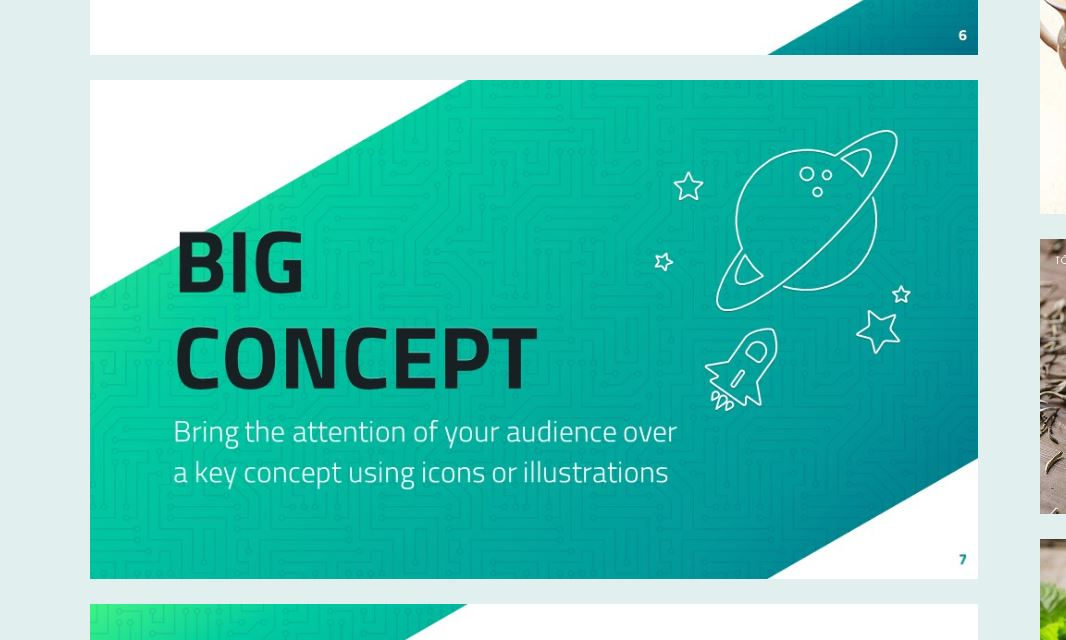 6
BIG
CONCEPT
Bring the attention of your audience over
a key concept using icons or illustrations
7